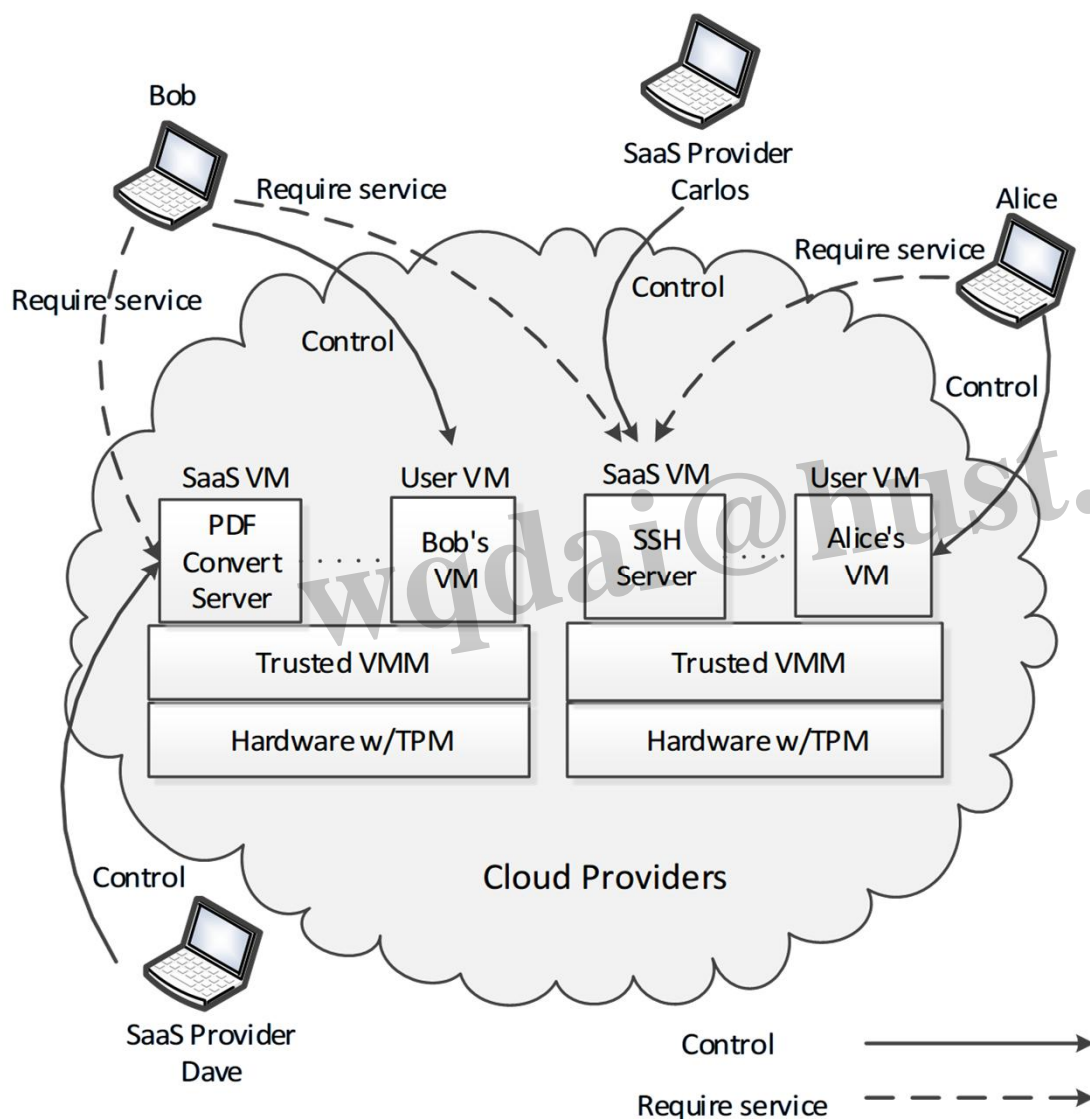 Bob
SaaS Provider
Carlos
Alice
Require service
Require service
Require service
Control
Control
Control
SaaS VM
User VM
SaaS VM
User VM
PDF
Convert
Server
. . . . . .
Bob's
VM
SSH
Server
. . . .
Alice's
VM
wqdai@hust.
Trusted VMM
Trusted VMM
Hardware w/TPM
Hardware w/TPM
Cloud Providers
Control
SaaS Provider
Dave
Control
Require service